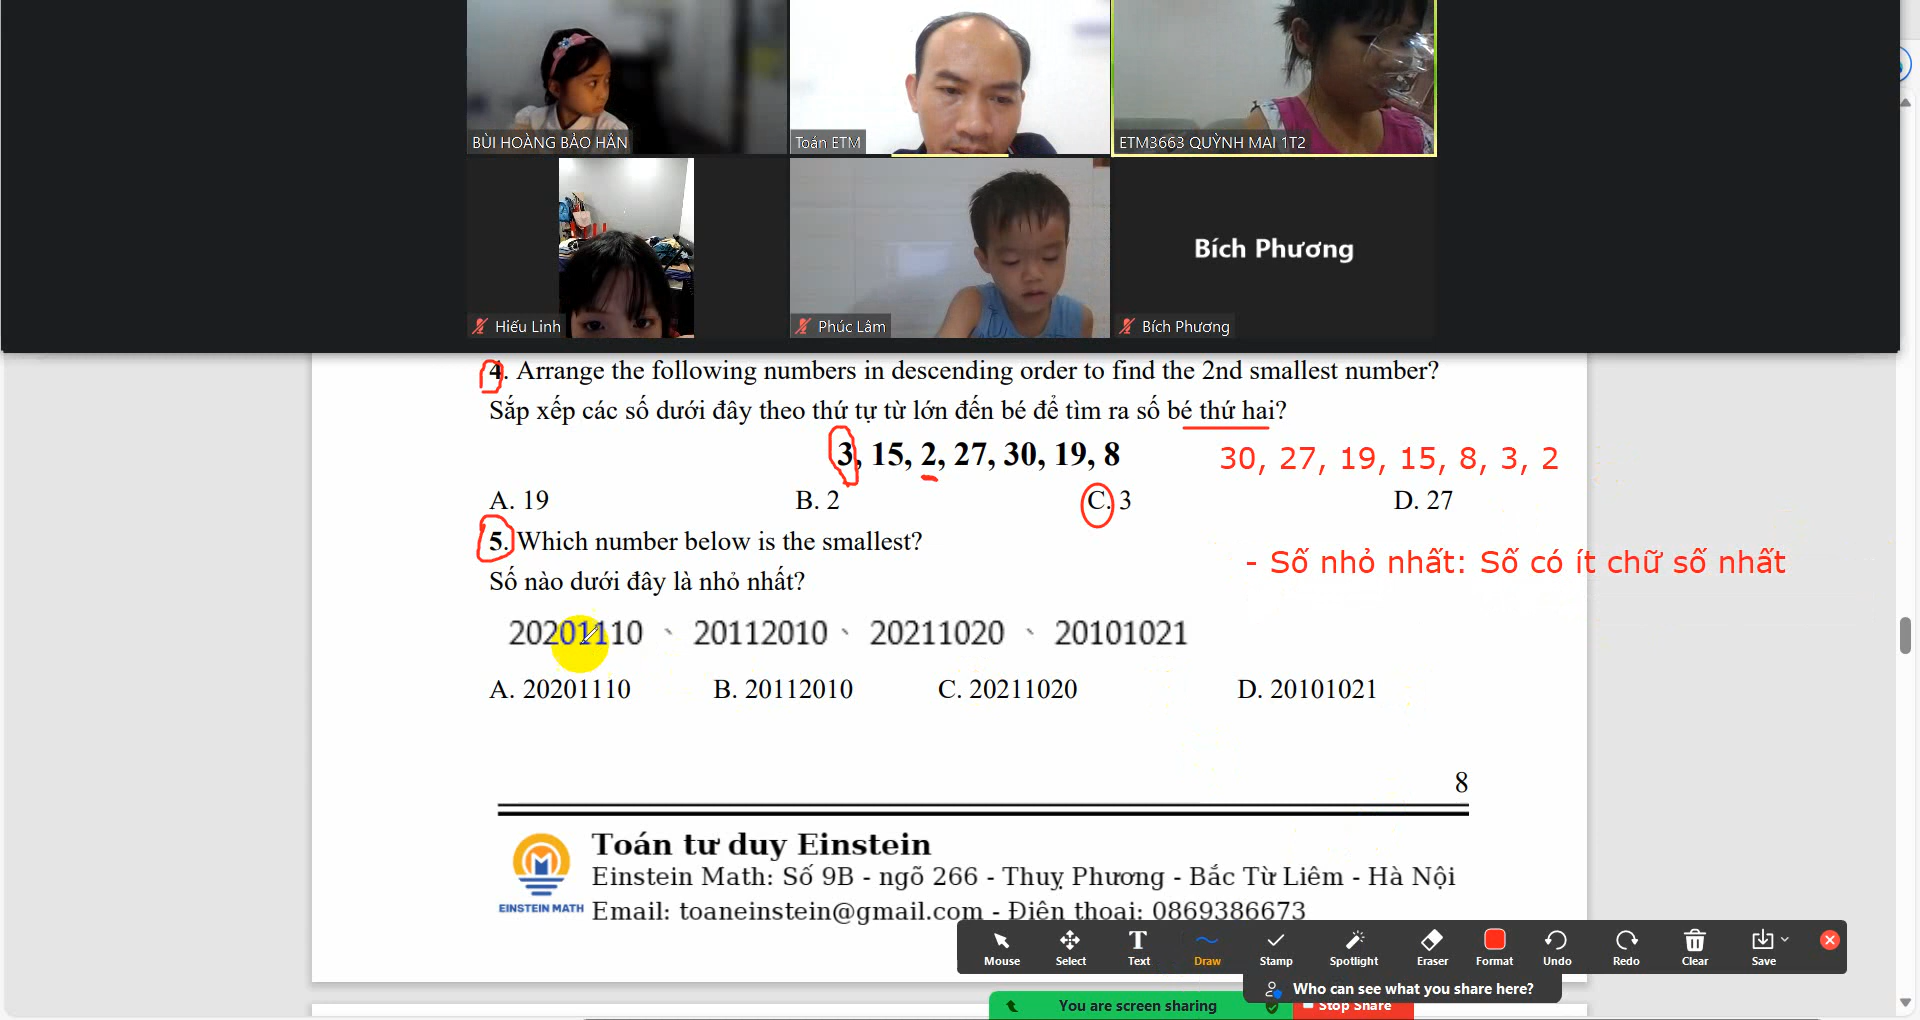 BÙI HOÀNG BẢO HÂN
Toán ETM
ETM3663 QUỲNH MAI 1T2
Hiếu Linh
Phúc Lâm
Bích Phương
Bích Phương
4. Arrange the following numbers in descending order to find the 2nd smallest number?
Sắp xếp các số dưới đây theo thứ tự từ lớn đến bé để tìm ra số bé thứ hai?
3, 15, 2, 27, 30, 19, 8
30, 27, 19, 15, 8, 3, 2
A. 19 B. 2 C. 3 D. 27
5. Which number below is the smallest?
- Số nhỏ nhất: Số có ít chữ số nhất
Số nào dưới đây là nhỏ nhất?
20201110 、 20112010 、 20211020 、 20101021
A. 20201110 B. 20112010 C. 20211020 D. 20101021
8
Toán tư duy Einstein
Einstein Math: Số 9B - ngõ 266 - Thuỵ Phương - Bắc Từ Liêm - Hà Nội
EINSTEIN MATH
Email: toaneinstein@gmail.com - Điện thoại: 0869386673
Mouse Select Text Draw Stamp Spotlight Eraser Format Undo Redo Clear Save
Who can see what you share here?
You are screen sharing Stop Share